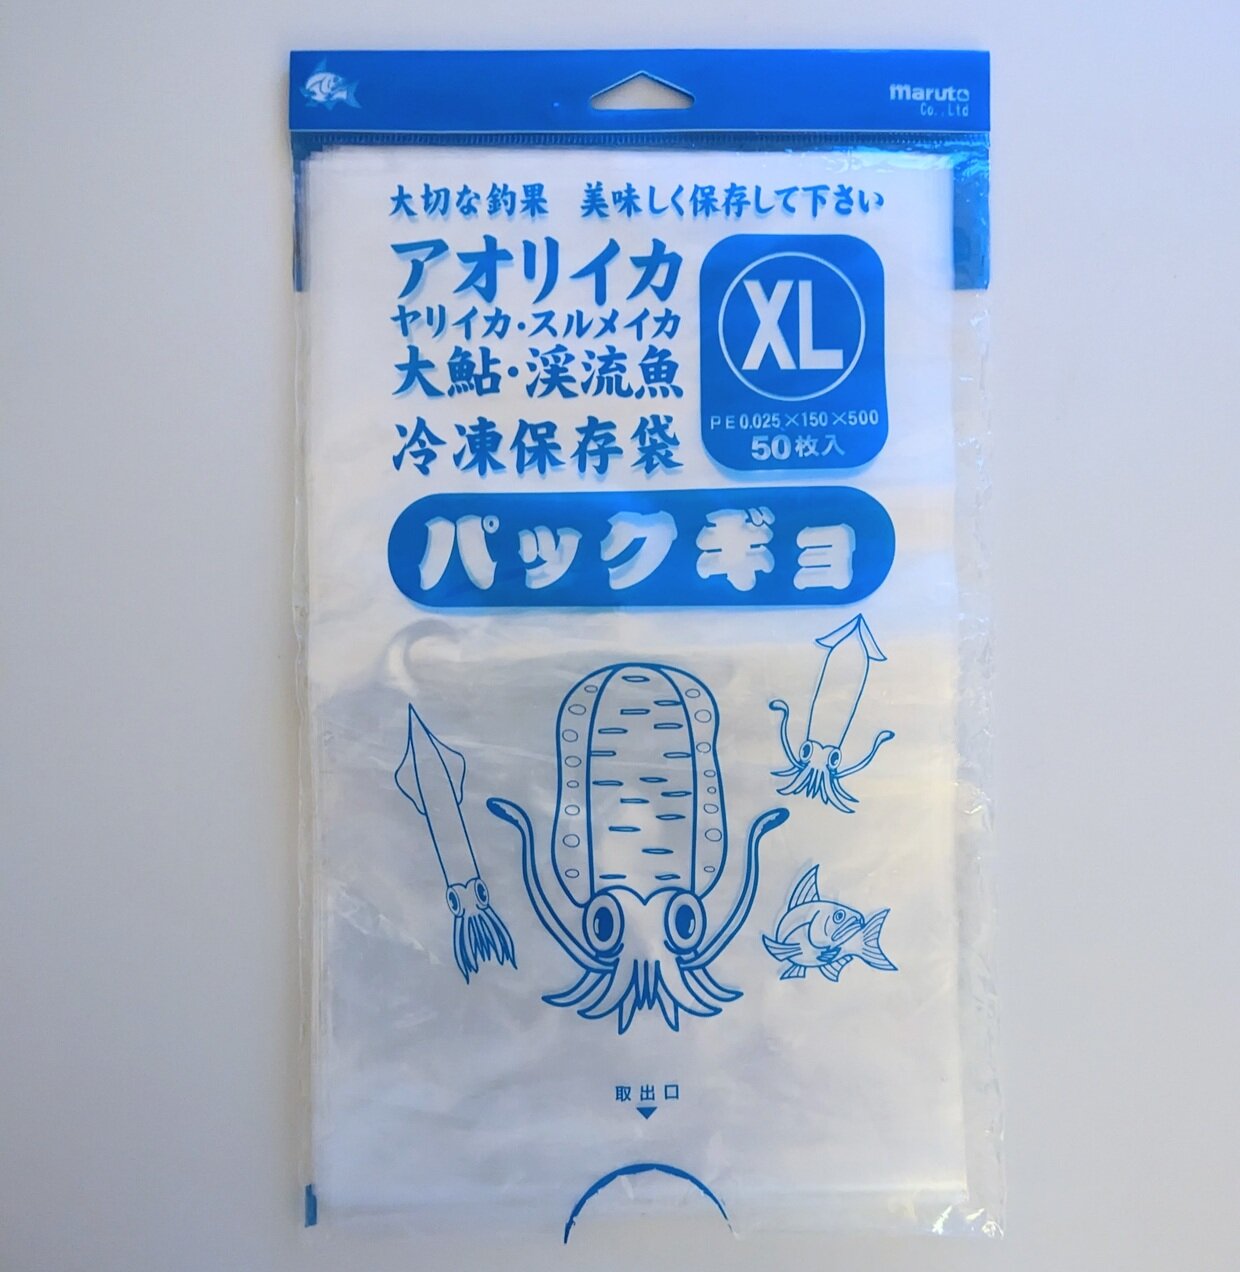 maruto
Co.,Ltd
大切な釣果　美味しく保存して下さい
アオリイカ
ヤリイカ・スルメイカ
大鮎・渓流魚
冷凍保存袋
XL
PE0.025×150×500
50枚入
パックギョ
取出口